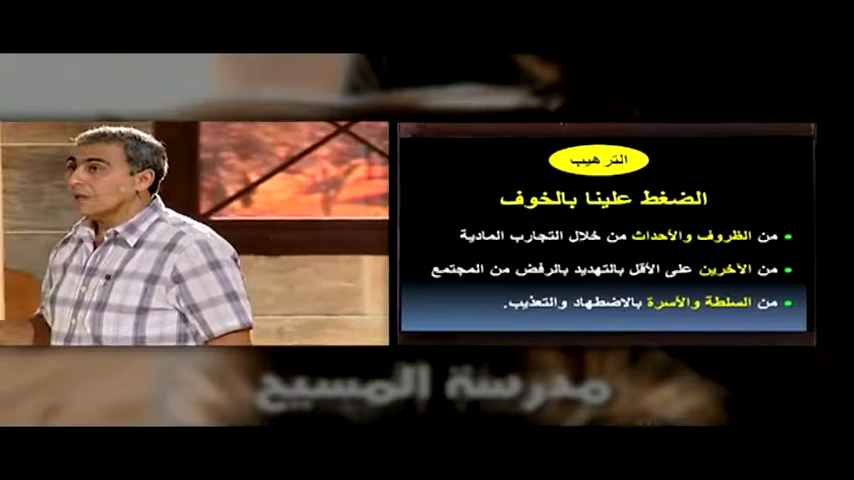 الترهيب
الضغط علينا بالخوف
من الظروف والأحداث من خلال التجارب المادية
من الآخرين على الأقل بالتهديد بالرفض من المجتمع
من السلطة والأسرة بالاضطهاد والتعذيب.
مدرسة المسيح